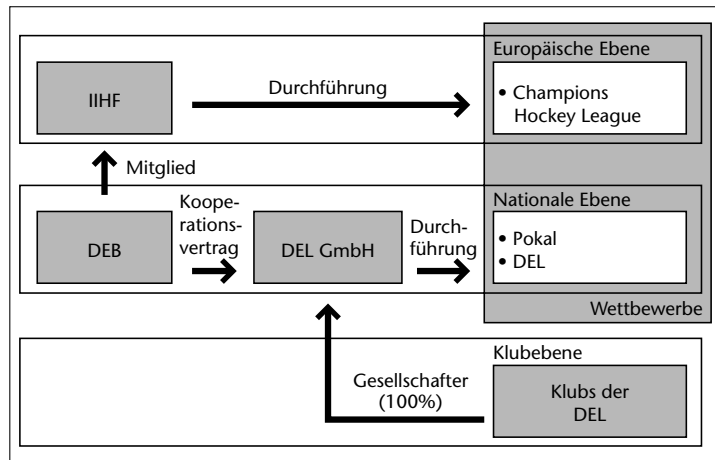 Europäische Ebene
IIHF
Durchführung
• Champions
Hockey League
Mitglied
Nationale Ebene
DEB
Koope-
rations-
vertrag
DEL GmbH
Durch-
führung
• Pokal
• DEL
Wettbewerbe
Klubebene
Gesellschafter
(100%)
Klubs der
DEL